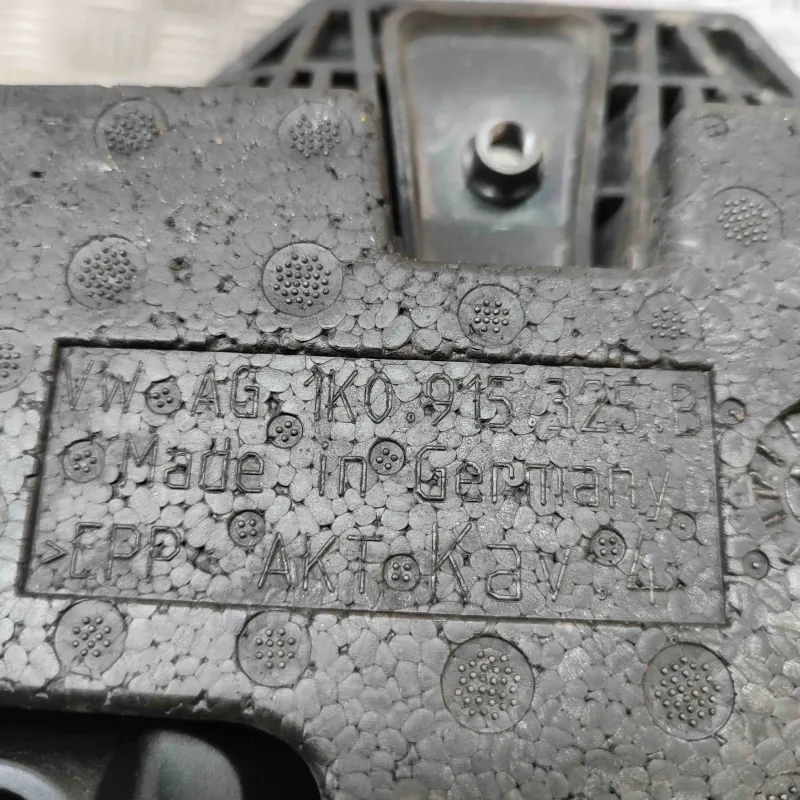 VW AG 1K0.915.325.B
Made in Germany
>EPP< AKT Kav 4